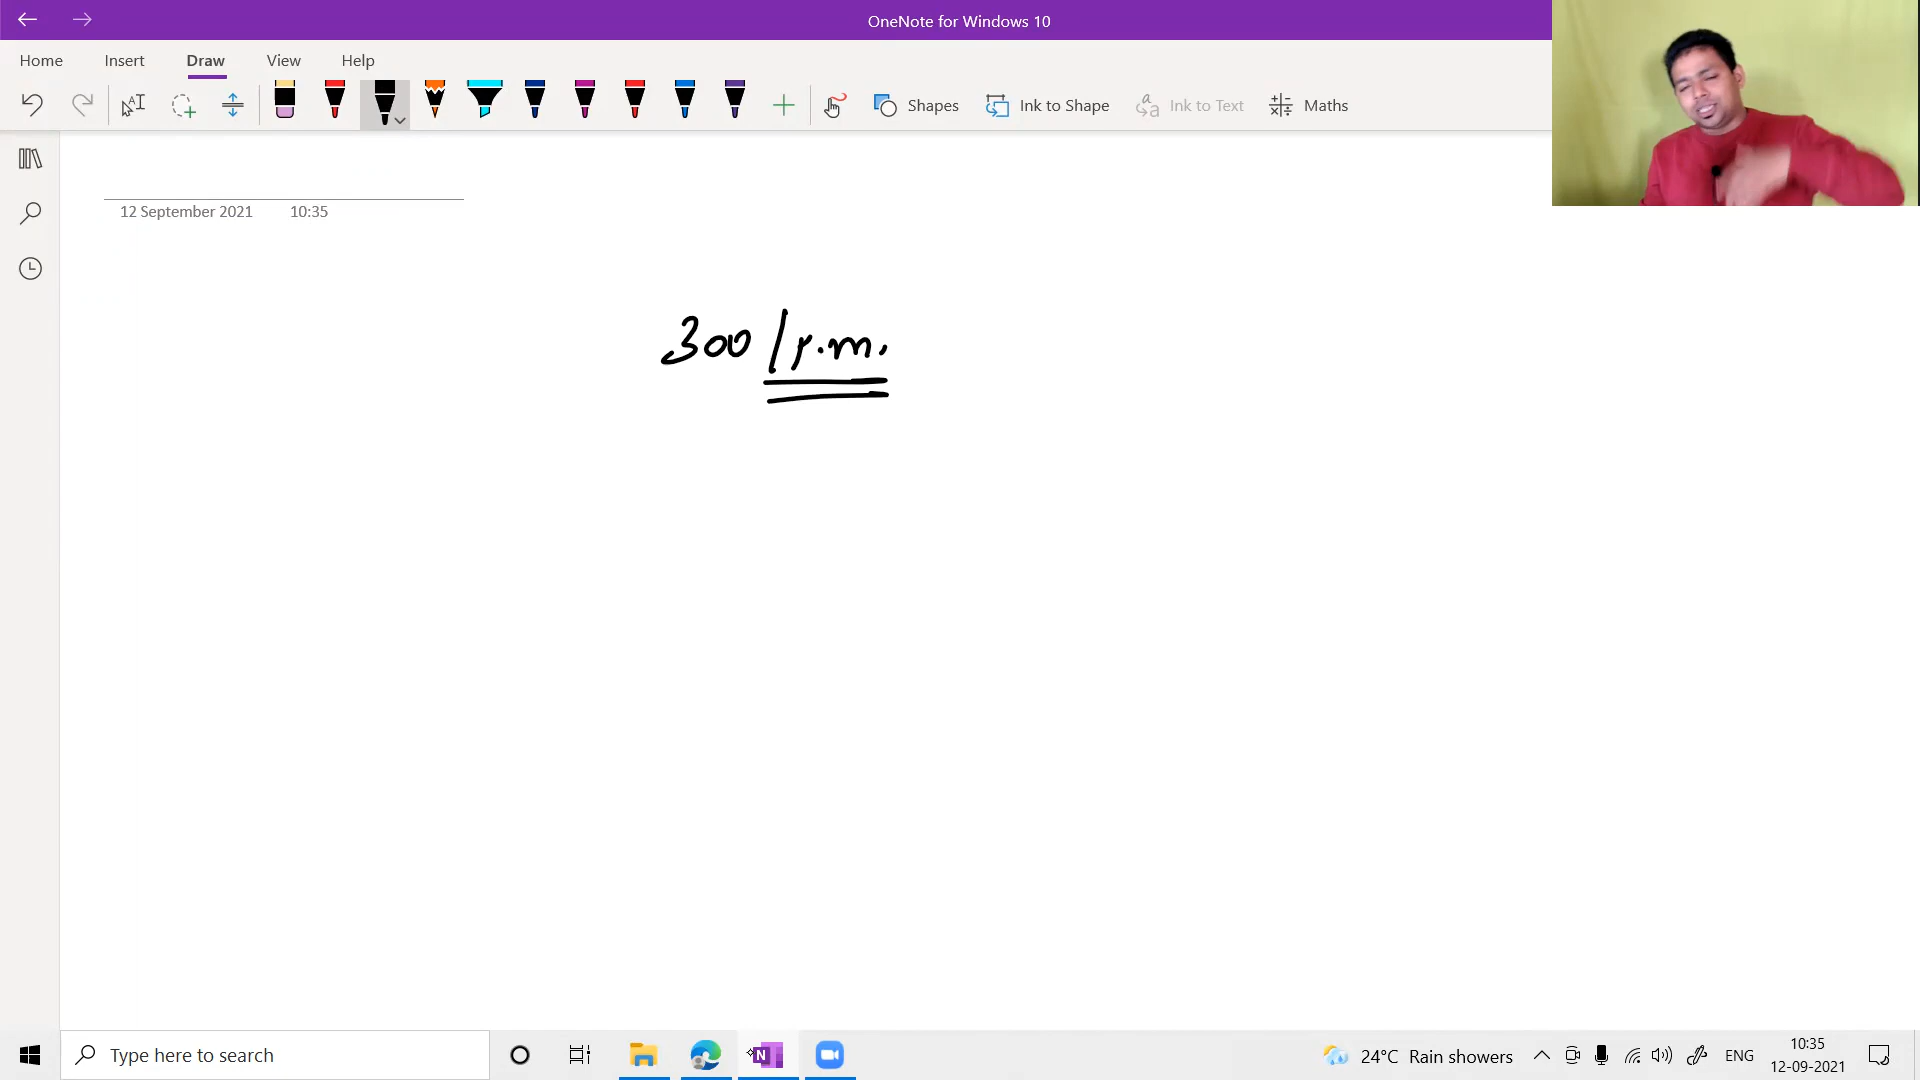 OneNote for Windows 10
Home Insert Draw View Help
Shapes Ink to Shape Ink to Text Maths
12 September 2021 10:35
300 /p.m.
Type here to search
24°C Rain showers ENG 10:35
12-09-2021